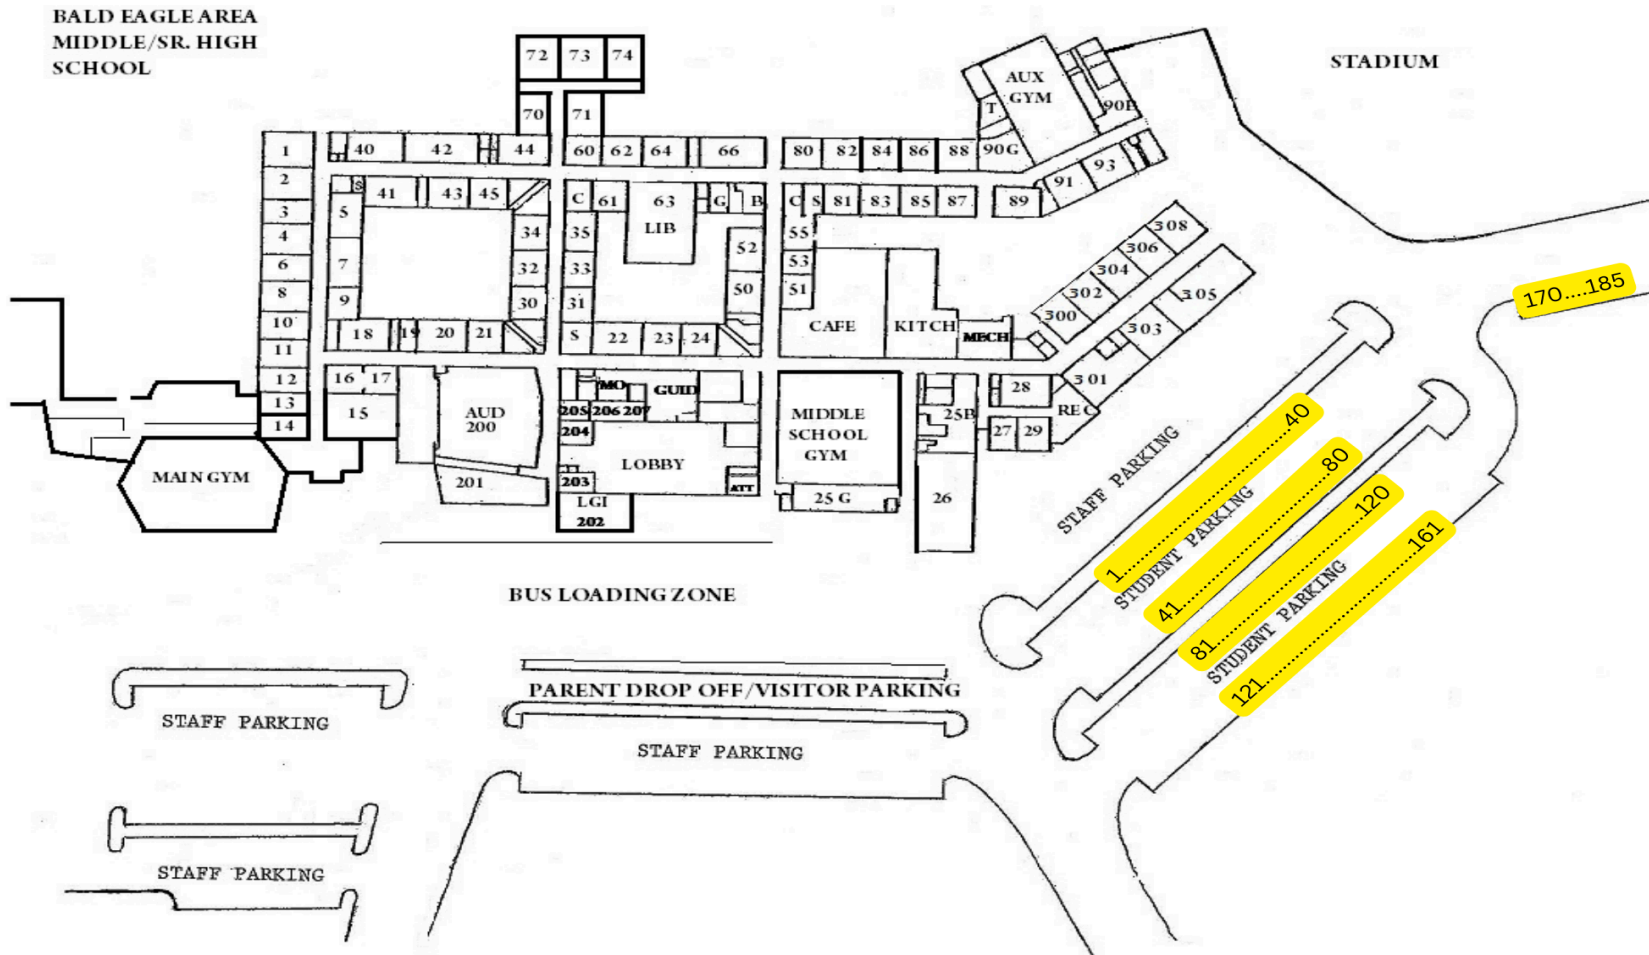 BALD EAGLE AREA
MIDDLE/SR. HIGH
SCHOOL
STADIUM
72 73 74
70 71
AUX
GYM
T
90B
1 40 42 44 60 62 64 66 80 82 84 86 88 90G
93
91
2 S 41 43 45 C 61 63 G B C S 81 83 85 87 89
LIB
3 5
4 34 35 52 55
308
306
6 7 32 33 53 304
8 9 30 31 50 51 302 305
300 303
10 18 19 20 21 S 22 23 24 CAFE KITCH MECH
11
12 16 17 MO GUID 28 301
13 15 205 206 207 25B REC
14 AUD
200
204
MIDDLE
SCHOOL
GYM
27 29
MAIN GYM
201
LOBBY
203
ATT
25 G
26
LGI
202
170....185
STAFF PARKING
1..............................40
STUDENT PARKING
41..............................80
81..............................120
STUDENT PARKING
121..............................161
BUS LOADING ZONE
PARENT DROP OFF/VISITOR PARKING
STAFF PARKING
STAFF PARKING
STAFF PARKING